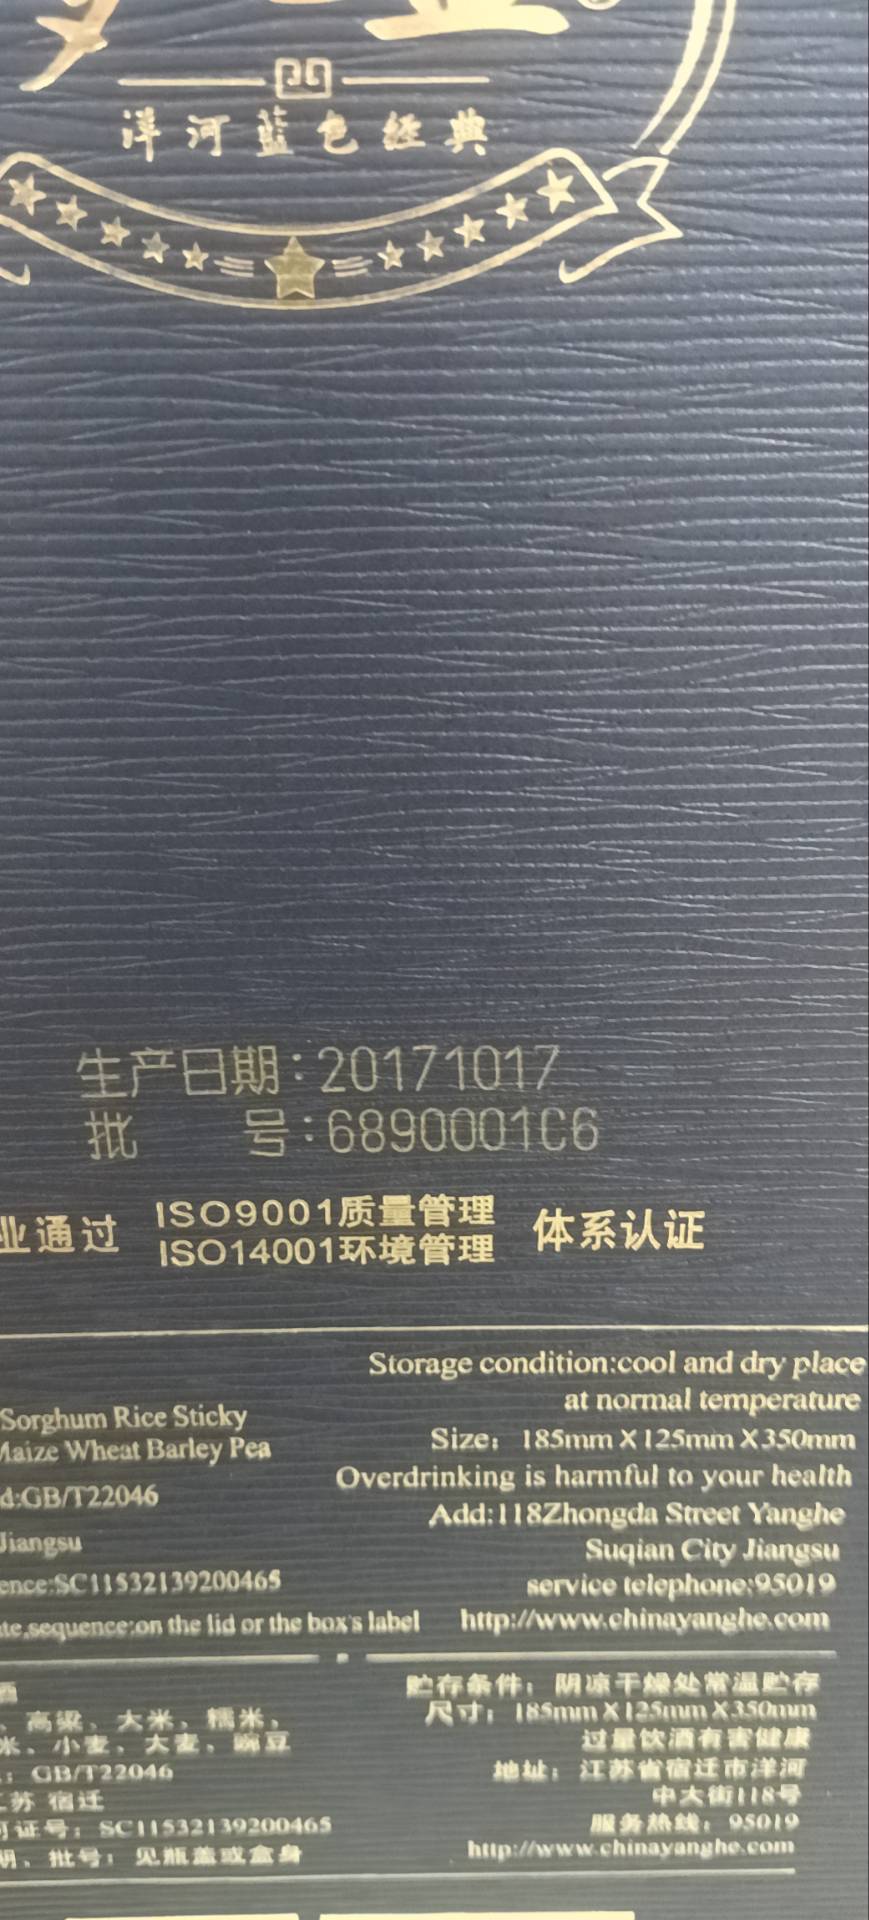 梦之蓝
洋河蓝色经典
生产日期:20171017
批 号:6890001C6
业通过 ISO9001质量管理 体系认证
ISO14001环境管理
Storage condition:cool and dry place
at normal temperature
Sorghum Rice Sticky
Maize Wheat Barley Pea
Size: 185mm X 125mm X 350mm
Overdrinking is harmful to your health
d:GB/T22046
Add:118Zhongda Street Yanghe
Jiangsu
Suqian City Jiangsu
ence:SC11532139200465
service telephone:95019
te,sequence:on the lid or the box's label
http://www.chinayanghe.com
酒
贮存条件: 阴凉干燥处常温贮存
、高粱、大米、糯米、
尺寸: 185mm X 125mm X 350mm
米、小麦、大麦、豌豆
过量饮酒有害健康
: GB/T22046
地址: 江苏省宿迁市洋河
江苏 宿迁
中大街118号
可证号: SC11532139200465
服务热线: 95019
期、批号: 见瓶盖或盒身
http://www.chinayanghe.com